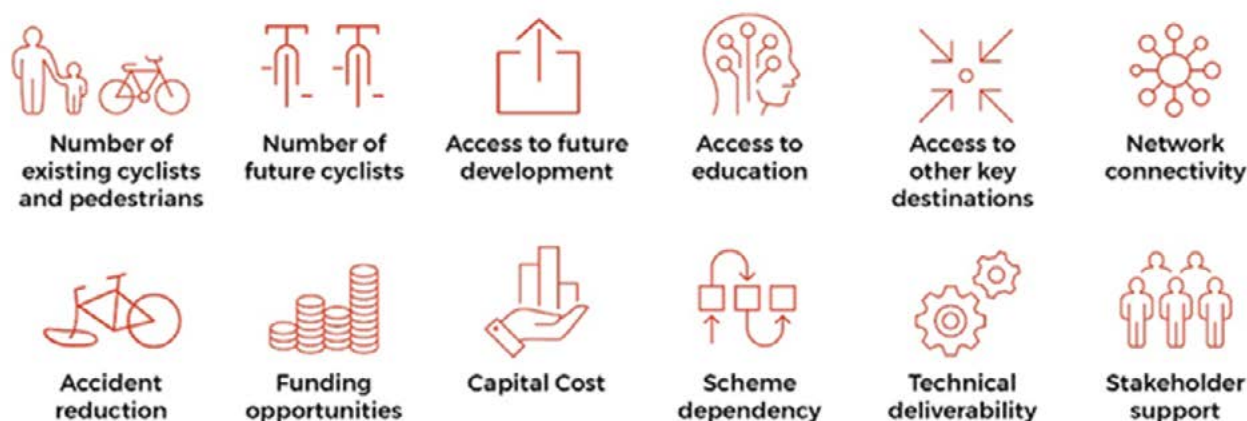 Number of
existing cyclists
and pedestrians
Number of
future cyclists
Access to future
development
Access to
education
Access to
other key
destinations
Network
connectivity
Accident
reduction
Funding
opportunities
Capital Cost
Scheme
dependency
Technical
deliverability
Stakeholder
support